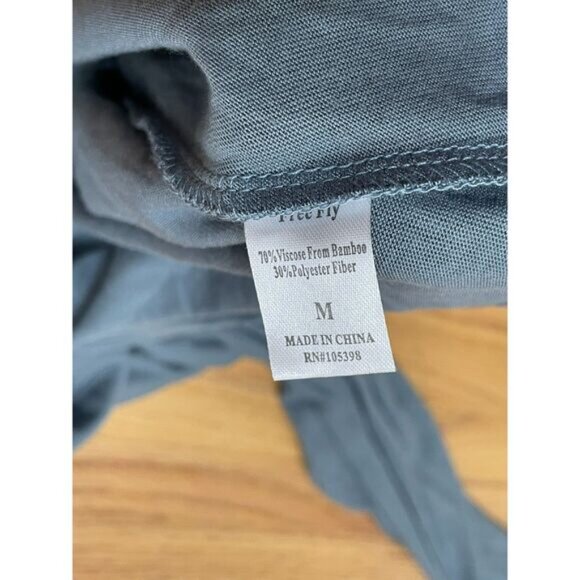 Free Fly
70%Viscose From Bamboo
30%Polyester Fiber
M
MADE IN CHINA
RN#105398